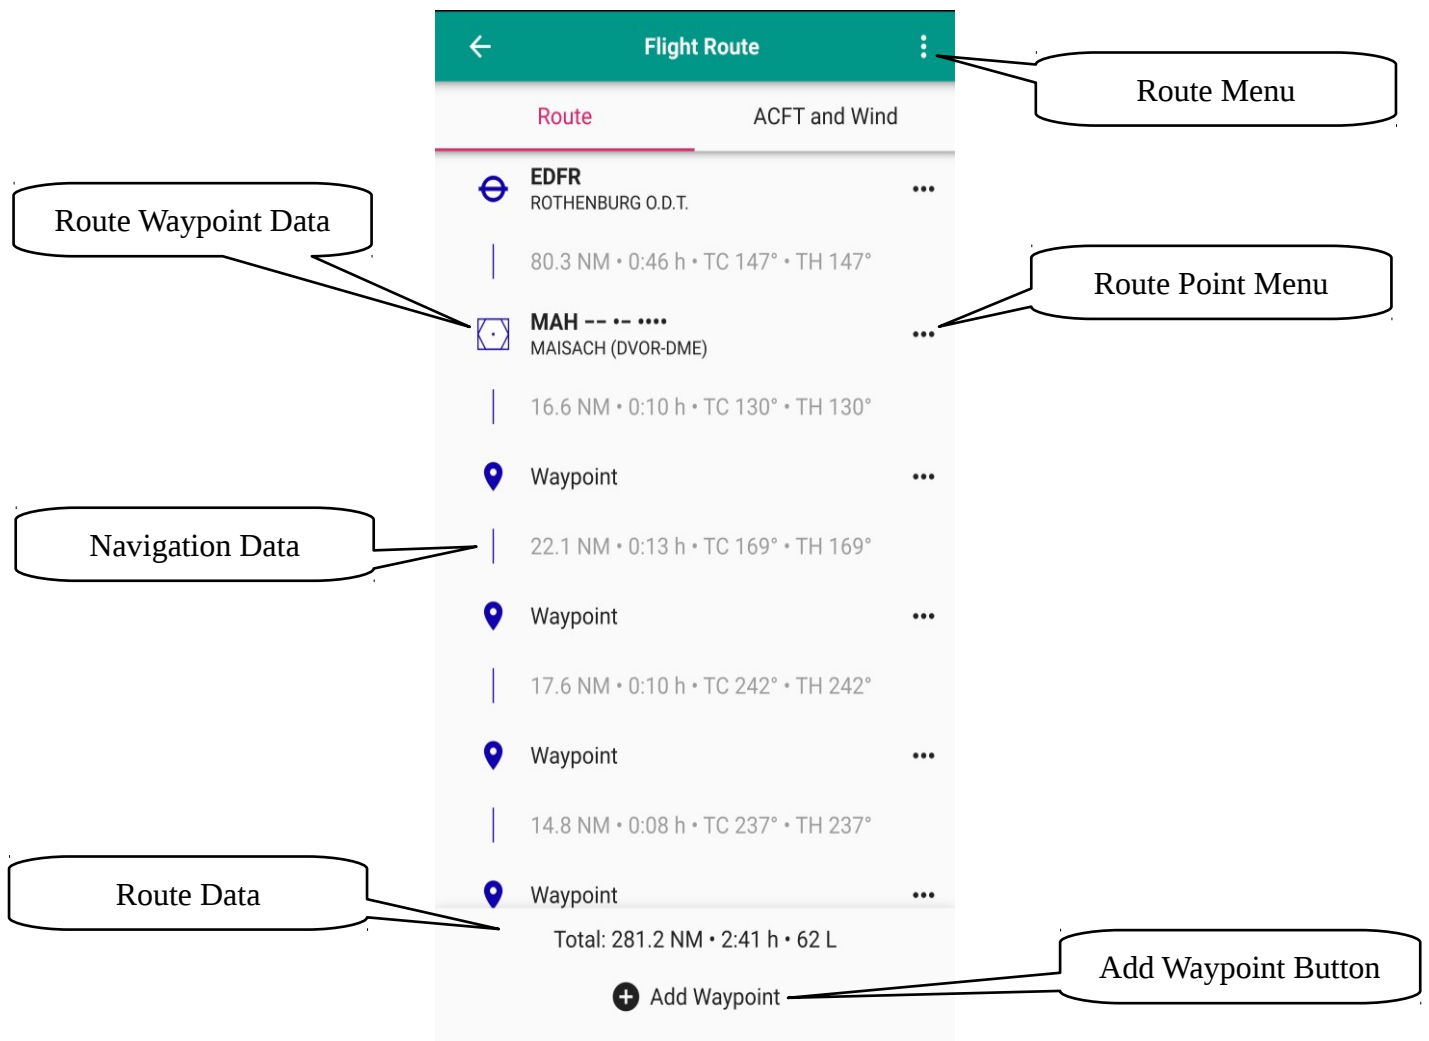 Flight Route
Route Menu
Route
ACFT and Wind
EDFR
ROTHENBURG O.D.T.
Route Waypoint Data
80.3 NM • 0:46 h • TC 147° • TH 147°
Route Point Menu
MAH −− •− ••••
MAISACH (DVOR-DME)
16.6 NM • 0:10 h • TC 130° • TH 130°
Waypoint
Navigation Data
22.1 NM • 0:13 h • TC 169° • TH 169°
Waypoint
17.6 NM • 0:10 h • TC 242° • TH 242°
Waypoint
14.8 NM • 0:08 h • TC 237° • TH 237°
Route Data
Waypoint
Total: 281.2 NM • 2:41 h • 62 L
Add Waypoint Button
Add Waypoint